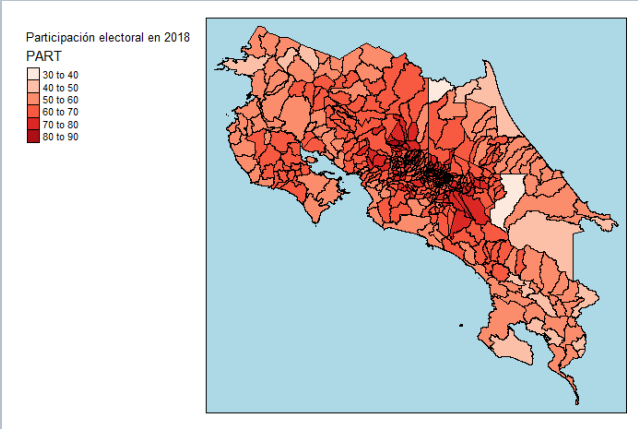 Participación electoral en 2018
PART
30 to 40
40 to 50
50 to 60
60 to 70
70 to 80
80 to 90